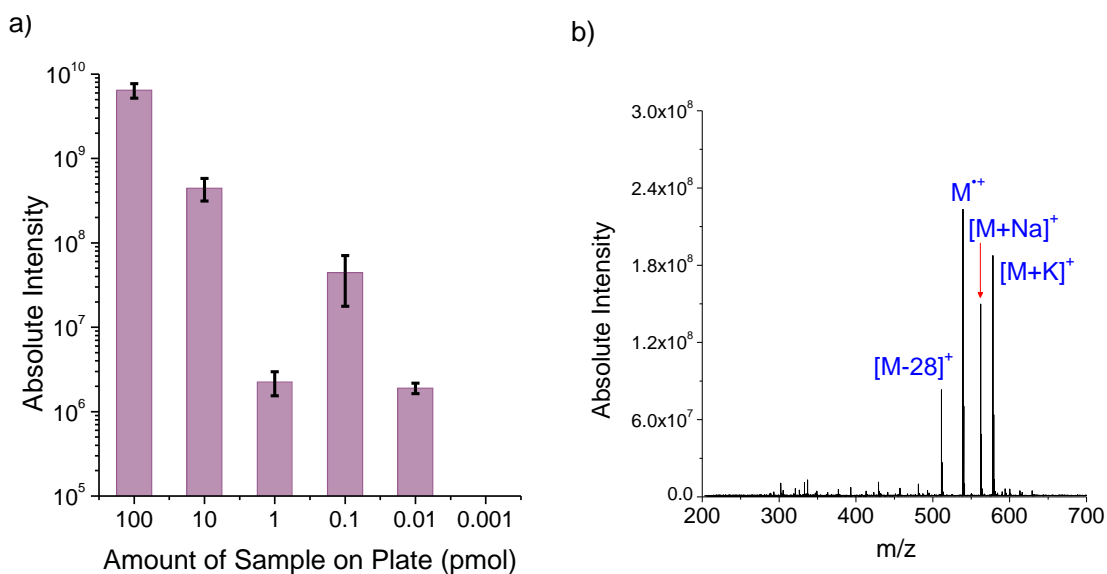 a)
10^10
10^9
10^8
10^7
10^6
10^5
Absolute Intensity
100 10 1 0.1 0.01 0.001
Amount of Sample on Plate (pmol)
b)
3.0x10^8
2.4x10^8
1.8x10^8
1.2x10^8
6.0x10^7
0.0
Absolute Intensity
M^•+
[M+Na]^+
[M+K]^+
[M-28]^+
200 300 400 500 600 700
m/z